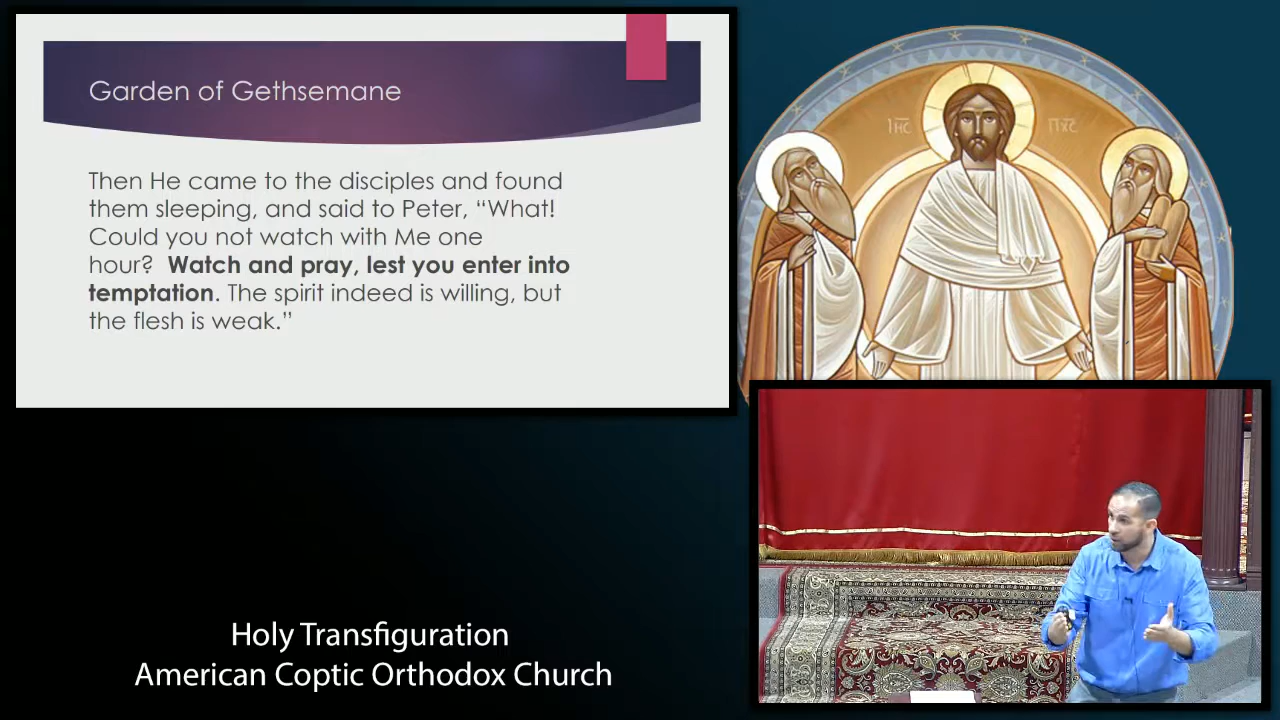 Garden of Gethsemane
Then He came to the disciples and found
them sleeping, and said to Peter, “What!
Could you not watch with Me one
hour?  Watch and pray, lest you enter into
temptation. The spirit indeed is willing, but
the flesh is weak.”
ⲒⲎⲤ ⲠⲬⲤ
Holy Transfiguration
American Coptic Orthodox Church